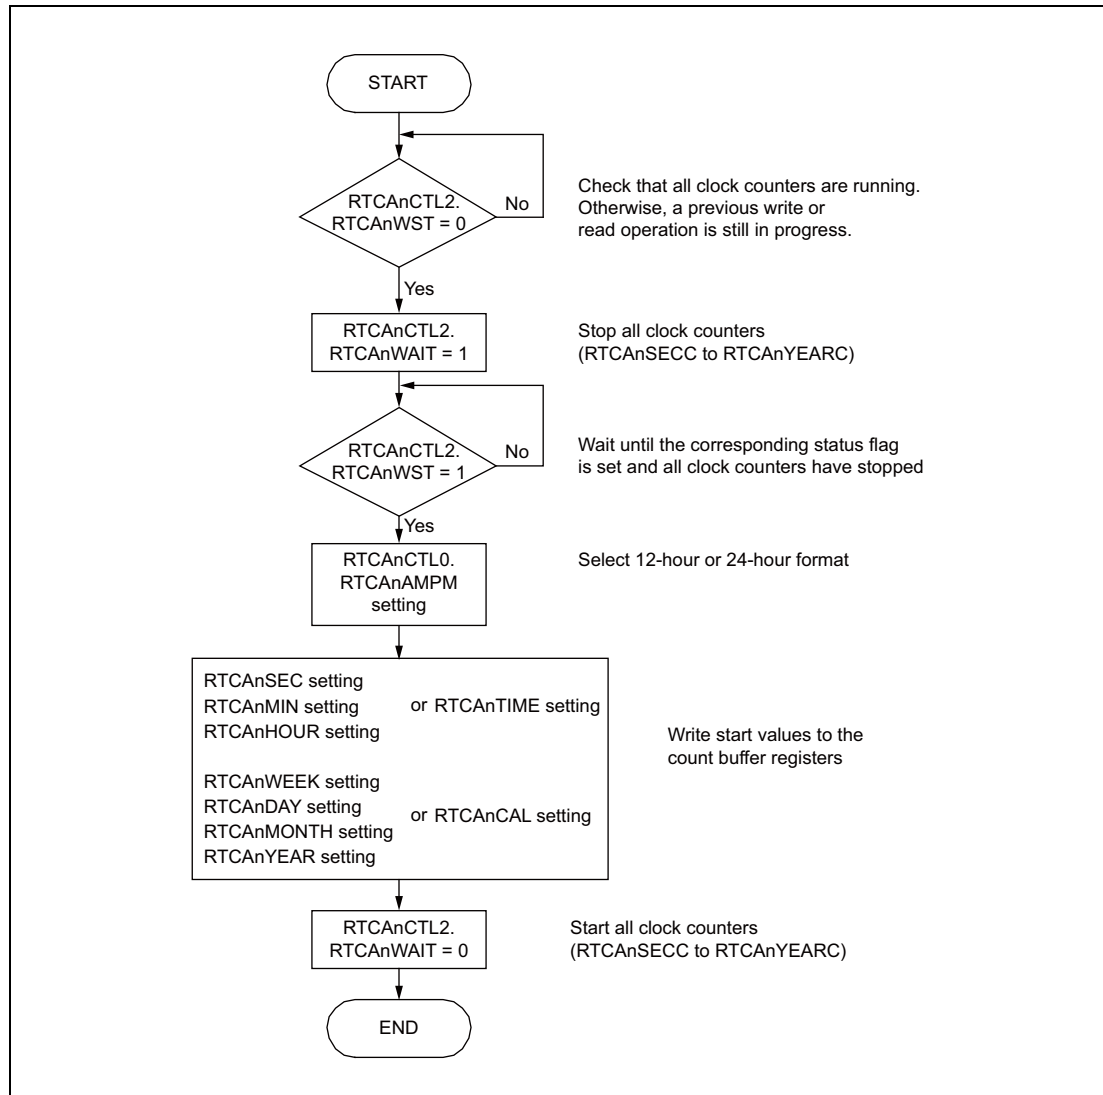 START
RTCAnCTL2.
RTCAnWST = 0
No
Check that all clock counters are running.
Otherwise, a previous write or
read operation is still in progress.
Yes
RTCAnCTL2.
RTCAnWAIT = 1
Stop all clock counters
(RTCAnSECC to RTCAnYEARC)
RTCAnCTL2.
RTCAnWST = 1
No
Wait until the corresponding status flag
is set and all clock counters have stopped
Yes
RTCAnCTL0.
RTCAnAMPM
setting
Select 12-hour or 24-hour format
RTCAnSEC setting
RTCAnMIN setting
RTCAnHOUR setting
or RTCAnTIME setting
RTCAnWEEK setting
RTCAnDAY setting
RTCAnMONTH setting
RTCAnYEAR setting
or RTCAnCAL setting
Write start values to the
count buffer registers
RTCAnCTL2.
RTCAnWAIT = 0
Start all clock counters
(RTCAnSECC to RTCAnYEARC)
END